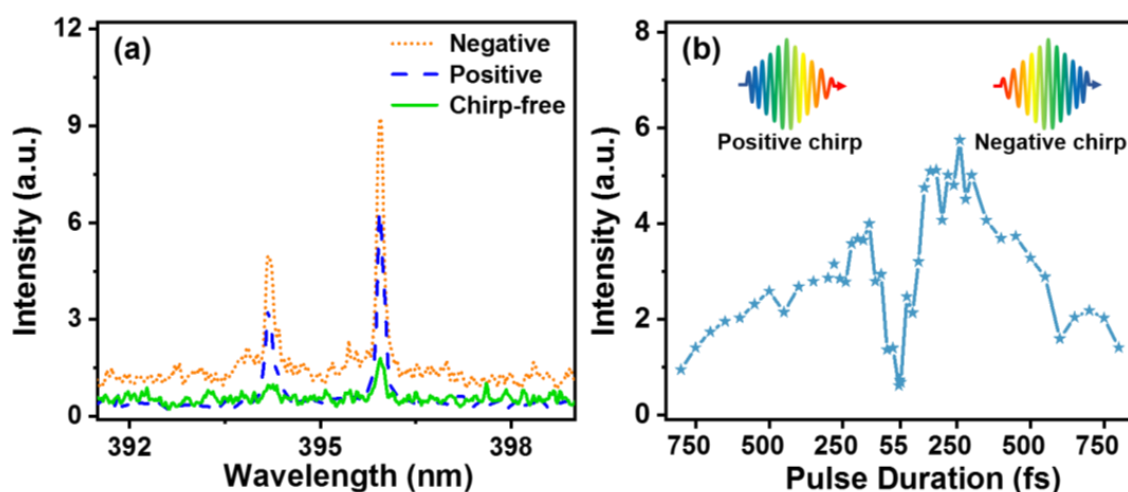 (a)
Negative
Positive
Chirp-free
12
9
6
3
0
Intensity (a.u.)
392
395
398
Wavelength (nm)
(b)
Positive chirp
Negative chirp
8
6
4
2
0
Intensity (a.u.)
750
500
250
55
250
500
750
Pulse Duration (fs)